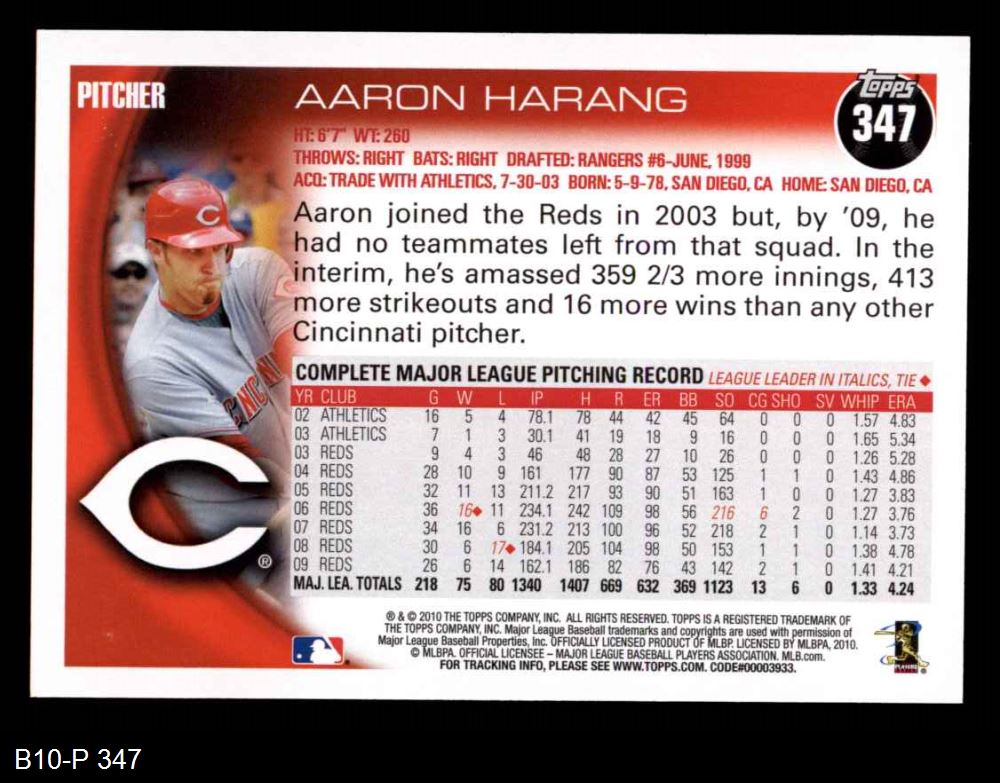 PITCHER
AARON HARANG
Topps
347
HT: 6'7" WT: 260
THROWS: RIGHT BATS: RIGHT DRAFTED: RANGERS #6-JUNE, 1999
ACQ: TRADE WITH ATHLETICS, 7-30-03 BORN: 5-9-78, SAN DIEGO, CA HOME: SAN DIEGO, CA
Aaron joined the Reds in 2003 but, by '09, he
had no teammates left from that squad. In the
interim, he's amassed 359 2/3 more innings, 413
more strikeouts and 16 more wins than any other
Cincinnati pitcher.
COMPLETE MAJOR LEAGUE PITCHING RECORD LEAGUE LEADER IN ITALICS, TIE ◆
YR CLUB G W L IP H R ER BB SO CG SHO SV WHIP ERA
02 ATHLETICS 16 5 4 78.1 78 44 42 45 64 0 0 0 1.57 4.83
03 ATHLETICS 7 1 3 30.1 41 19 18 9 16 0 0 0 1.65 5.34
03 REDS 9 4 3 46 48 28 27 10 26 0 0 0 1.26 5.28
04 REDS 28 10 9 161 177 90 87 53 125 1 1 0 1.43 4.86
05 REDS 32 11 13 211.2 217 93 90 51 163 1 0 0 1.27 3.83
06 REDS 36 16◆ 11 234.1 242 109 98 56 216 6 2 0 1.27 3.76
07 REDS 34 16 6 231.2 213 100 96 52 218 2 1 0 1.14 3.73
08 REDS 30 6 17◆ 184.1 205 104 98 50 153 1 1 0 1.38 4.78
09 REDS 26 6 14 162.1 186 82 76 43 142 2 1 0 1.41 4.21
MAJ. LEA. TOTALS 218 75 80 1340 1407 669 632 369 1123 13 6 0 1.33 4.24
CINCINN
C
®
® & © 2010 THE TOPPS COMPANY, INC. ALL RIGHTS RESERVED. TOPPS IS A REGISTERED TRADEMARK OF
THE TOPPS COMPANY, INC. Major League Baseball trademarks and copyrights are used with permission of
Major League Baseball Properties, Inc. OFFICIALLY LICENSED PRODUCT OF MLBP. LICENSED BY MLBPA, 2010.
© MLBPA. OFFICIAL LICENSEE – MAJOR LEAGUE BASEBALL PLAYERS ASSOCIATION. MLB.com.
FOR TRACKING INFO, PLEASE SEE WWW.TOPPS.COM. CODE#00003933.
PLAYERS
B10-P 347